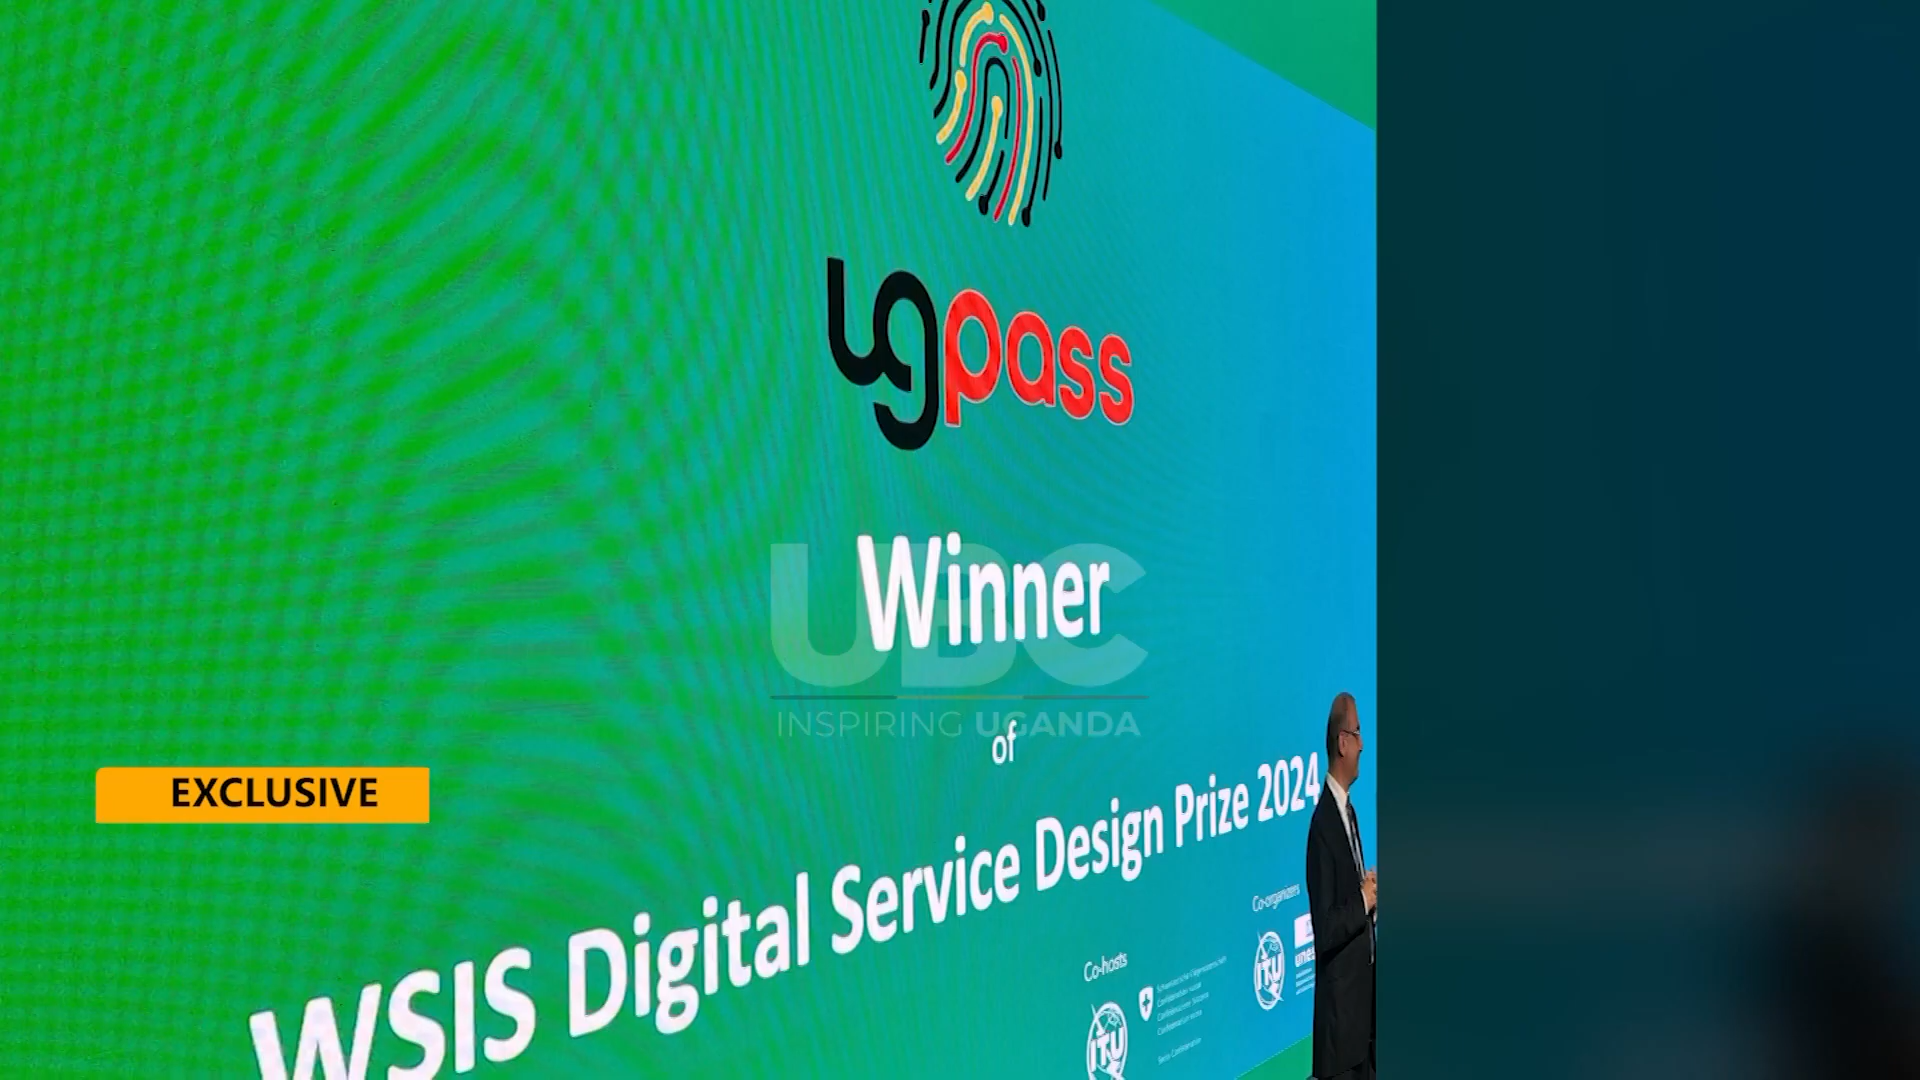 ugpass
Winner
UBC
INSPIRING UGANDA
of
EXCLUSIVE
WSIS Digital Service Design Prize 2024
Co-organizers
Co-hosts
ITU
ITU